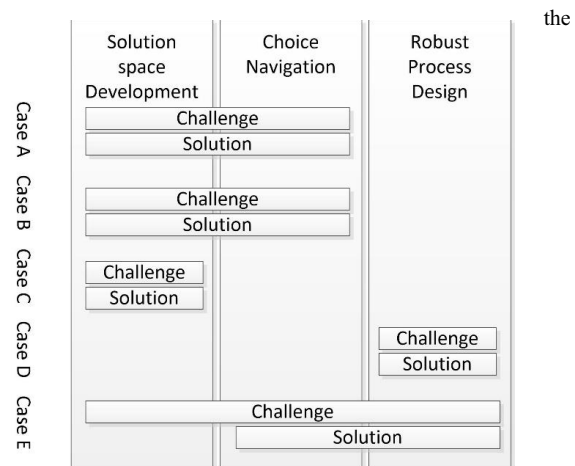 the
Solution
space
Development
Choice
Navigation
Robust
Process
Design
Case A
Challenge
Solution
Case B
Challenge
Solution
Case C
Challenge
Solution
Case D
Challenge
Solution
Case E
Challenge
Solution